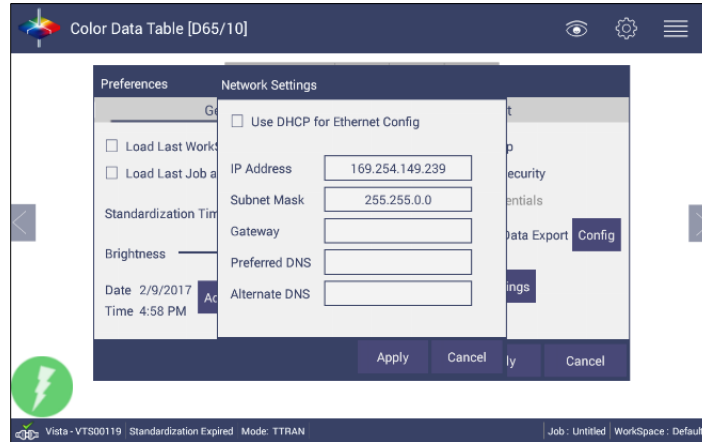 Color Data Table [D65/10]
Preferences
Network Settings
Use DHCP for Ethernet Config
Load Last Work
Load Last Job a
ecurity
IP Address 169.254.149.239
Subnet Mask 255.255.0.0
entials
Standardization Tim
Gateway
Data Export Config
Brightness
Preferred DNS
Date 2/9/2017
Alternate DNS
ings
Time 4:58 PM
Apply Cancel
ly Cancel
Vista - VTS00119 Standardization Expired Mode: TTRAN Job : Untitled WorkSpace : Default